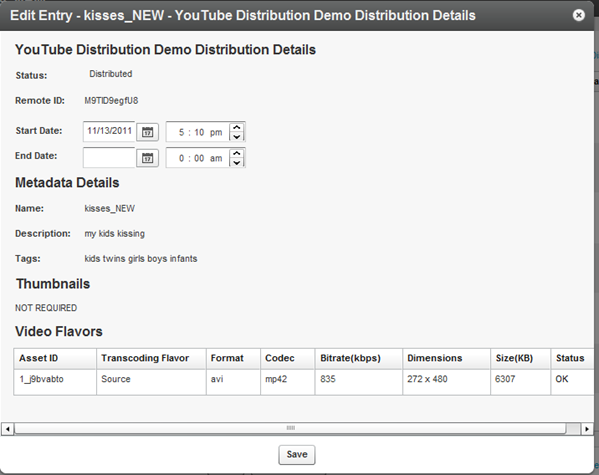 Edit Entry - kisses_NEW - YouTube Distribution Demo Distribution Details
YouTube Distribution Demo Distribution Details
Status: Distributed
Remote ID: M9TlD9egfU8
Start Date: 11/13/2011 17 5 : 10 pm
End Date: 17 0 : 00 am
Metadata Details
Name: kisses_NEW
Description: my kids kissing
Tags: kids twins girls boys infants
Thumbnails
NOT REQUIRED
Video Flavors
Asset ID Transcoding Flavor Format Codec Bitrate(kbps) Dimensions Size(KB) Status
1_j9bvabto Source avi mp42 835 272 x 480 6307 OK
Save